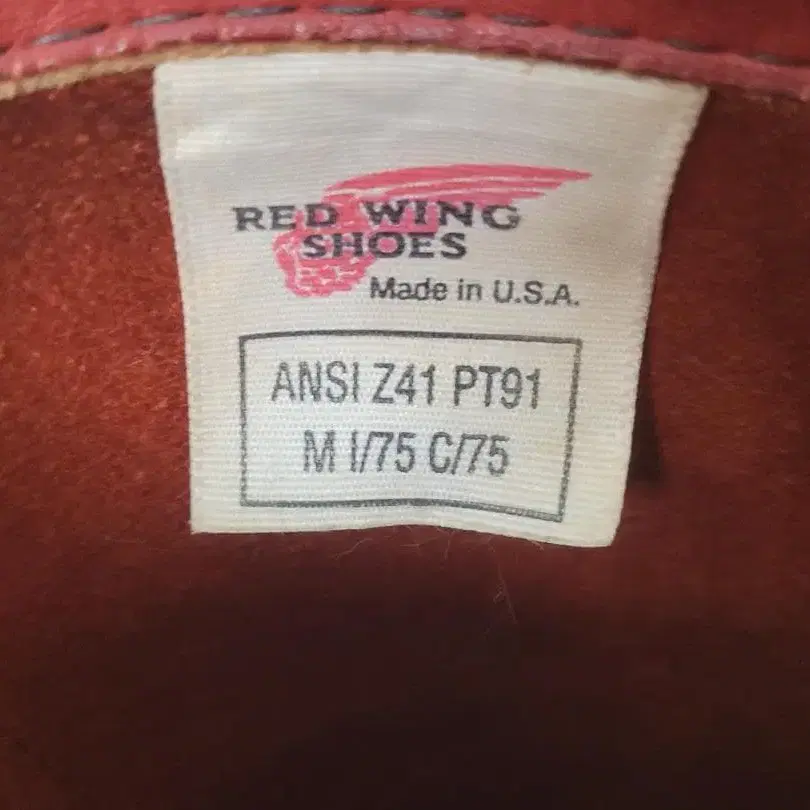 RED WING
SHOES
Made in U.S.A.
ANSI Z41 PT91
M I/75 C/75